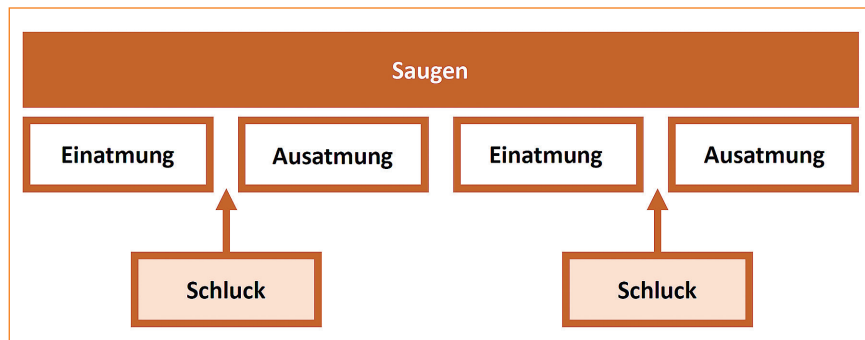 Saugen
Einatmung
Ausatmung
Einatmung
Ausatmung
Schluck
Schluck